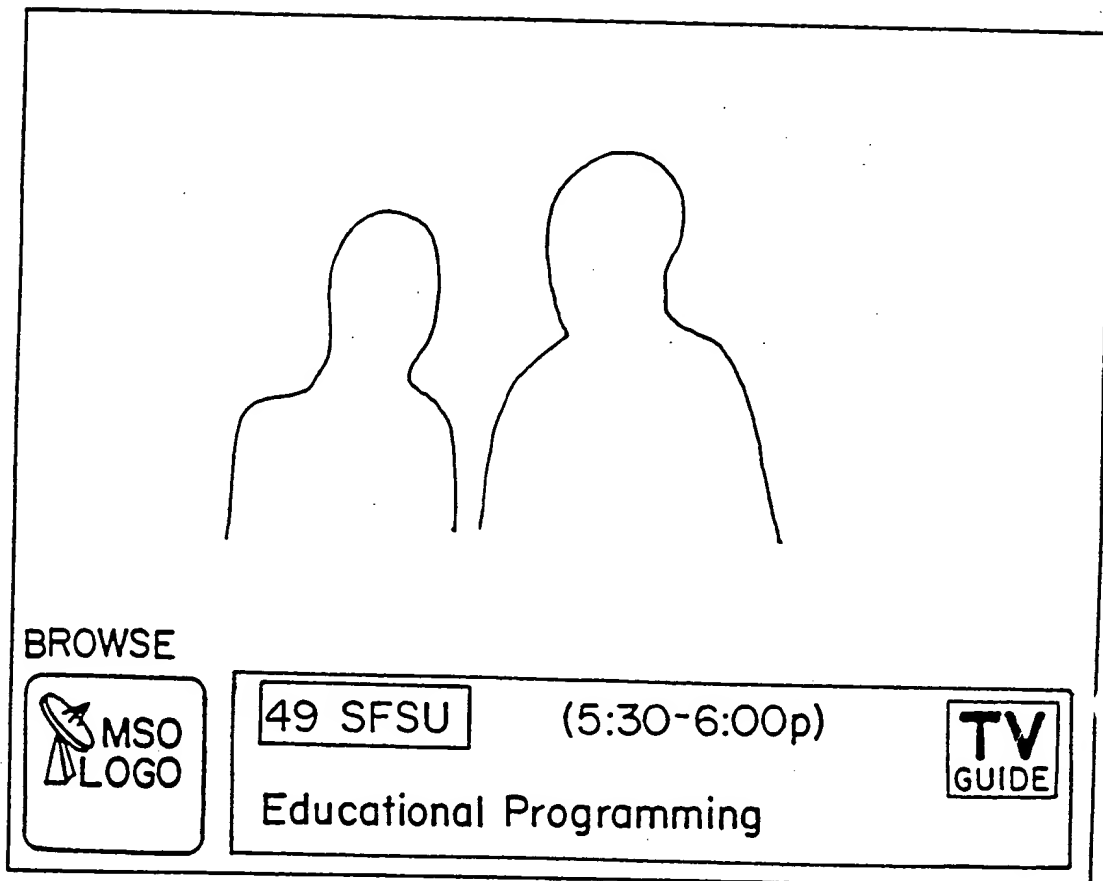 BROWSE
MSO
LOGO
49 SFSU (5:30-6:00p)
Educational Programming
TV
GUIDE